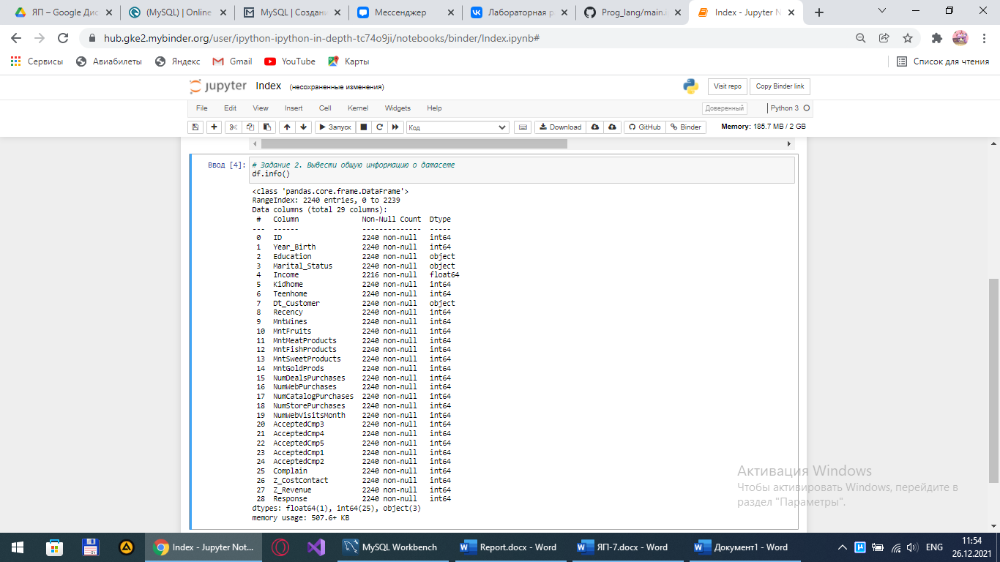 ЯП – Google Дис
(MySQL) | Online
MySQL | Создани
Мессенджер
Лабораторная р
Prog_lang/main.i
Index - Jupyter N
hub.gke2.mybinder.org/user/ipython-ipython-in-depth-tc74o9ji/notebooks/binder/Index.ipynb#
Сервисы Авиабилеты Яндекс Gmail YouTube Карты Список для чтения
jupyter Index (несохраненные изменения) Visit repo Copy Binder link
File Edit View Insert Cell Kernel Widgets Help Доверенный Python 3
Запуск Код Download GitHub Binder Memory: 185.7 MB / 2 GB
Ввод [4]: # Задание 2. Вывести общую информацию о датасете
df.info()
<class 'pandas.core.frame.DataFrame'>
RangeIndex: 2240 entries, 0 to 2239
Data columns (total 29 columns):
# Column Non-Null Count Dtype
--- ------ -------------- -----
0 ID 2240 non-null int64
1 Year_Birth 2240 non-null int64
2 Education 2240 non-null object
3 Marital_Status 2240 non-null object
4 Income 2216 non-null float64
5 Kidhome 2240 non-null int64
6 Teenhome 2240 non-null int64
7 Dt_Customer 2240 non-null object
8 Recency 2240 non-null int64
9 MntWines 2240 non-null int64
10 MntFruits 2240 non-null int64
11 MntMeatProducts 2240 non-null int64
12 MntFishProducts 2240 non-null int64
13 MntSweetProducts 2240 non-null int64
14 MntGoldProds 2240 non-null int64
15 NumDealsPurchases 2240 non-null int64
16 NumWebPurchases 2240 non-null int64
17 NumCatalogPurchases 2240 non-null int64
18 NumStorePurchases 2240 non-null int64
19 NumWebVisitsMonth 2240 non-null int64
20 AcceptedCmp3 2240 non-null int64
21 AcceptedCmp4 2240 non-null int64
22 AcceptedCmp5 2240 non-null int64
23 AcceptedCmp1 2240 non-null int64
24 AcceptedCmp2 2240 non-null int64
25 Complain 2240 non-null int64
26 Z_CostContact 2240 non-null int64
27 Z_Revenue 2240 non-null int64
28 Response 2240 non-null int64
dtypes: float64(1), int64(25), object(3)
memory usage: 507.6+ KB
Активация Windows
Чтобы активировать Windows, перейдите в
раздел "Параметры".
Index - Jupyter Not... MySQL Workbench Report.docx - Word ЯП-7.docx - Word Документ1 - Word ENG 11:54
26.12.2021